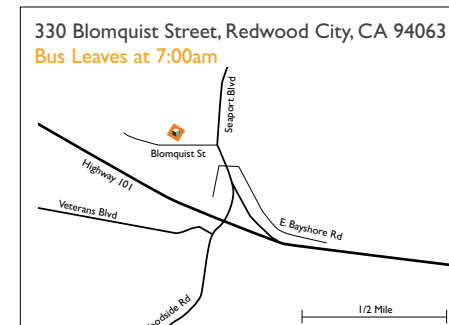 330 Blomquist Street, Redwood City, CA 94063
Bus Leaves at 7:00am
Seaport Blvd
Blomquist St
Highway 101
Veterans Blvd
E. Bayshore Rd
Rd
1/2 Mile